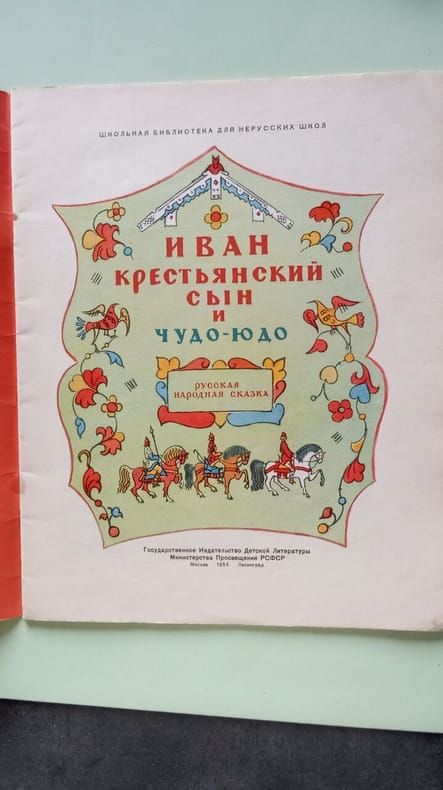 ШКОЛЬНАЯ БИБЛИОТЕКА ДЛЯ НЕРУССКИХ ШКОЛ
ИВАН
КРЕСТЬЯНСКИЙ
СЫН
И
ЧУДО-ЮДО
РУССКАЯ
НАРОДНАЯ СКАЗКА
Государственное Издательство Детской Литературы
Министерства Просвещения РСФСР
Москва 1954 Ленинград